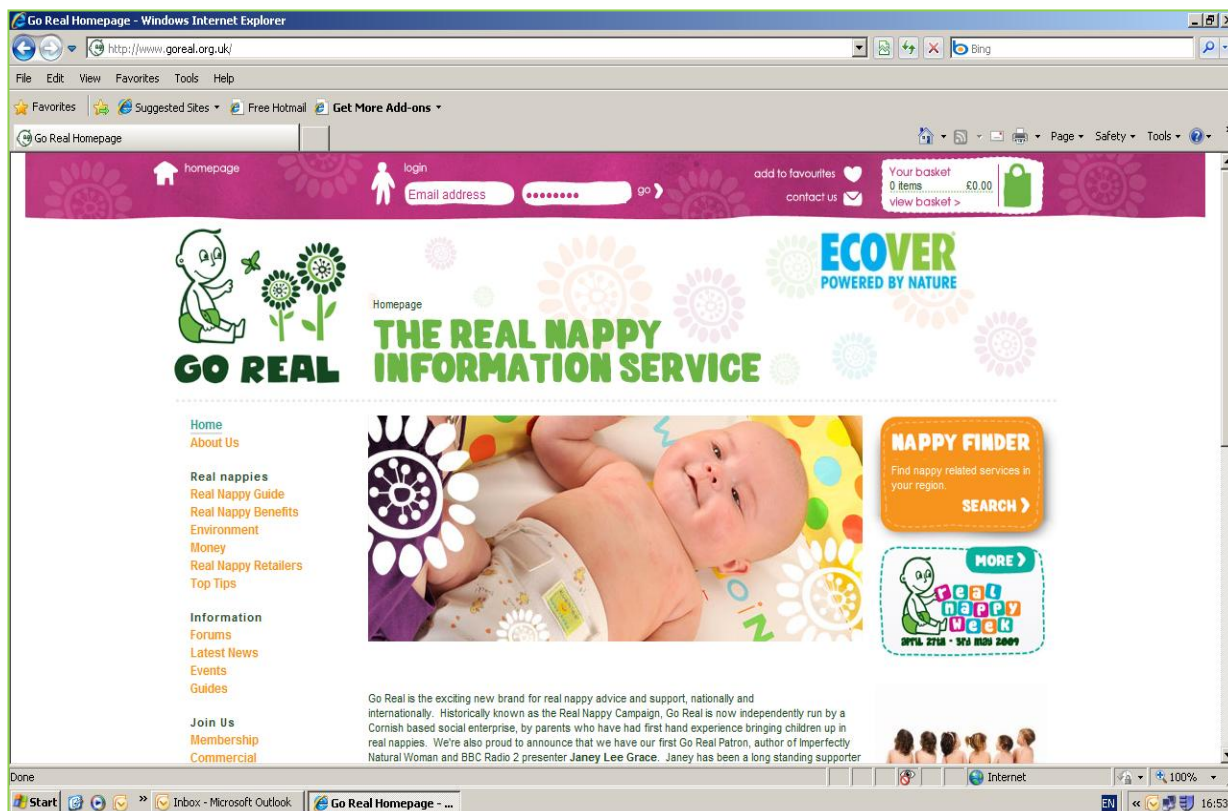 Go Real Homepage - Windows Internet Explorer
http://www.goreal.org.uk/
Bing
File Edit View Favorites Tools Help
Favorites Suggested Sites Free Hotmail Get More Add-ons
Go Real Homepage
Page Safety Tools
homepage
login
Email address
go
add to favourites
contact us
Your basket
0 items £0.00
view basket >
ECOVER
POWERED BY NATURE
GO REAL
Homepage
THE REAL NAPPY
INFORMATION SERVICE
Home
About Us
Real nappies
Real Nappy Guide
Real Nappy Benefits
Environment
Money
Real Nappy Retailers
Top Tips
Information
Forums
Latest News
Events
Guides
Join Us
Membership
Commercial
NAPPY FINDER
Find nappy related services in
your region.
SEARCH
MORE
real
nappy
week
APRIL 27th - 3rd MAY 2009
Go Real is the exciting new brand for real nappy advice and support, nationally and
internationally. Historically known as the Real Nappy Campaign, Go Real is now independently run by a
Cornish based social enterprise, by parents who have had first hand experience bringing children up in
real nappies. We're also proud to announce that we have our first Go Real Patron, author of Imperfectly
Natural Woman and BBC Radio 2 presenter Janey Lee Grace. Janey has been a long standing supporter
Done
Internet
100%
Start
Inbox - Microsoft Outlook
Go Real Homepage - ...
EN
16:53